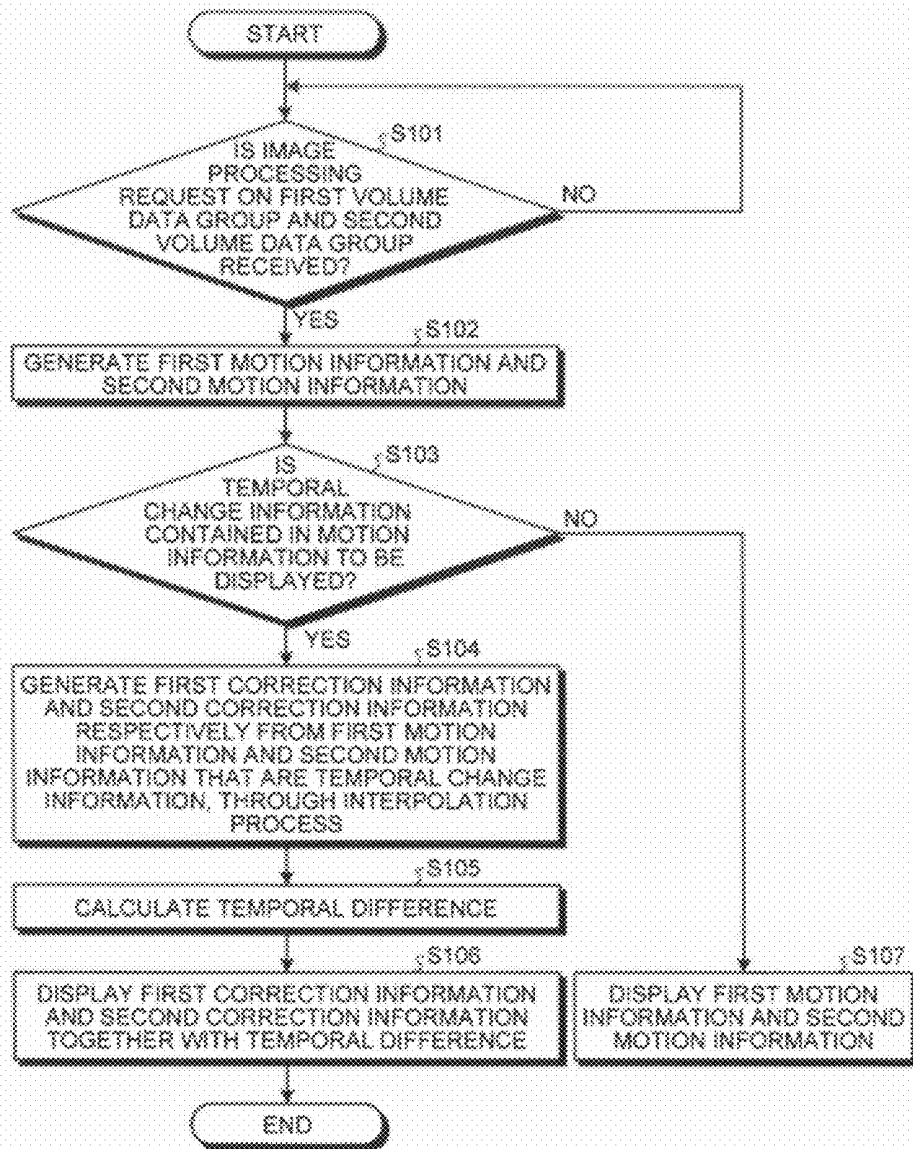 START
S101
IS IMAGE
PROCESSING
REQUEST ON FIRST VOLUME
DATA GROUP AND SECOND
VOLUME DATA GROUP
RECEIVED?
NO
YES
S102
GENERATE FIRST MOTION INFORMATION AND
SECOND MOTION INFORMATION
S103
IS
TEMPORAL
CHANGE INFORMATION
CONTAINED IN MOTION
INFORMATION TO BE
DISPLAYED?
NO
YES
S104
GENERATE FIRST CORRECTION INFORMATION
AND SECOND CORRECTION INFORMATION
RESPECTIVELY FROM FIRST MOTION
INFORMATION AND SECOND MOTION
INFORMATION THAT ARE TEMPORAL CHANGE
INFORMATION, THROUGH INTERPOLATION
PROCESS
S105
CALCULATE TEMPORAL DIFFERENCE
S106
DISPLAY FIRST CORRECTION INFORMATION
AND SECOND CORRECTION INFORMATION
TOGETHER WITH TEMPORAL DIFFERENCE
S107
DISPLAY FIRST MOTION
INFORMATION AND SECOND
MOTION INFORMATION
END